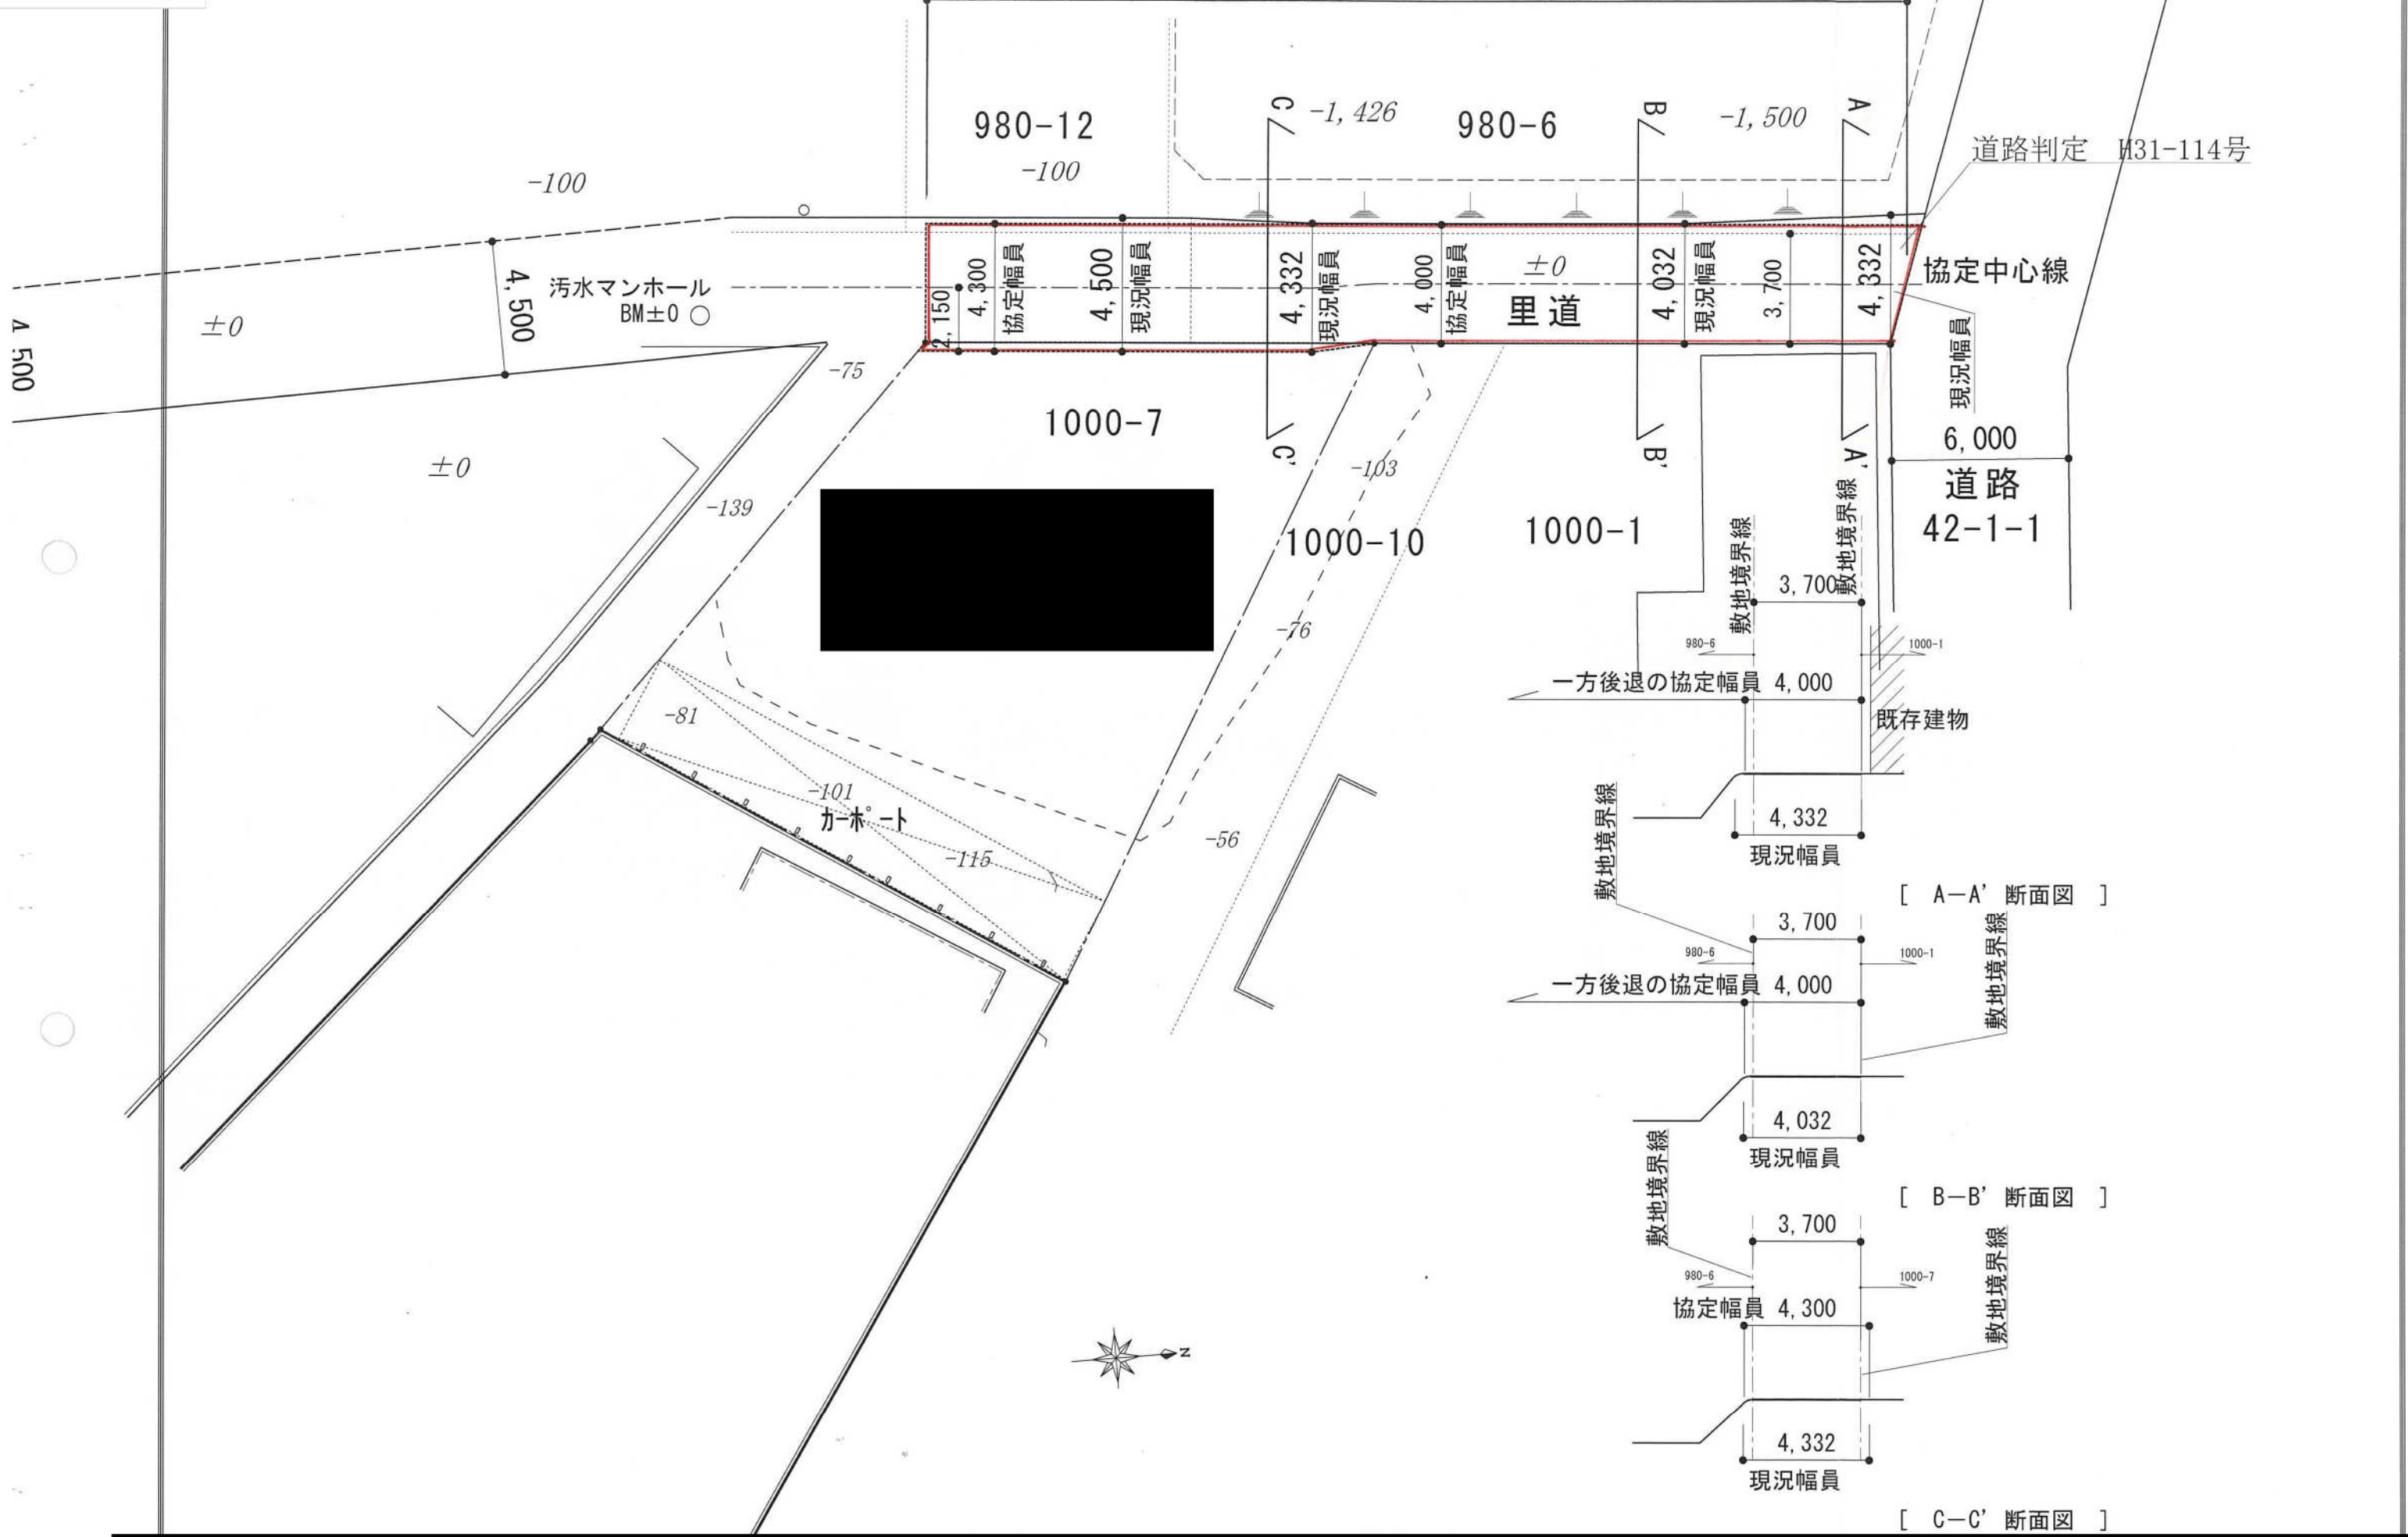 980-12
-100
C
-1,426
980-6
B
-1,500
A
道路判定 H31-114号
-100
4,500
±0
4,500
汚水マンホール
BM±0
2,150
4,300
協定幅員
4,500
現況幅員
4,332
現況幅員
4,000
協定幅員
±0
里道
4,032
現況幅員
3,700
4,332
協定中心線
現況幅員
-75
1000-7
C'
-103
B'
A'
6,000
道路
42-1-1
±0
-139
1000-10
1000-1
-76
-81
-101
カーポート
-115
-56
敷地境界線
敷地境界線
3,700
980-6
1000-1
一方後退の協定幅員 4,000
既存建物
4,332
現況幅員
[ A-A' 断面図 ]
敷地境界線
3,700
980-6
1000-1
一方後退の協定幅員 4,000
敷地境界線
4,032
現況幅員
[ B-B' 断面図 ]
敷地境界線
3,700
980-6
1000-7
協定幅員 4,300
敷地境界線
4,332
現況幅員
[ C-C' 断面図 ]
N